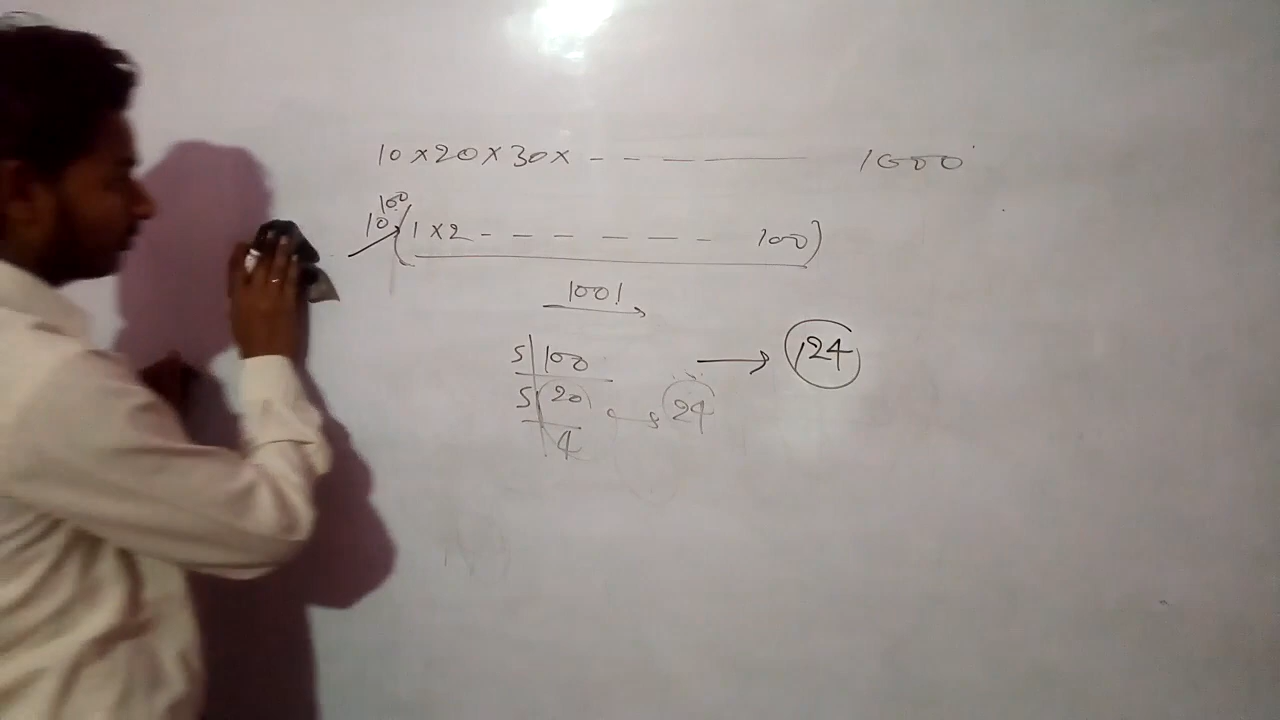 10 x 20 x 30 x - - - —— 1000
10^100 (1 x 2 - - - - - - - 100)
100!
5 | 100
5 | 20 → 24 → 124
4